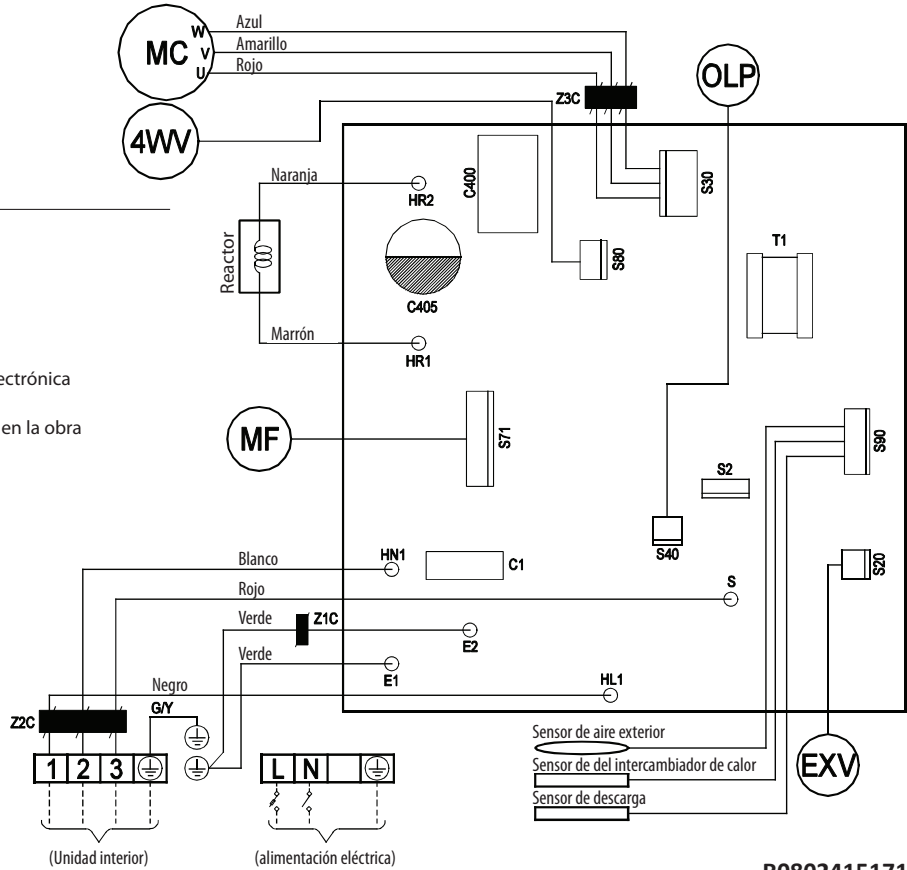 Azul
Amarillo
Rojo
MC
W
V
U
OLP
Z3C
4WV
Naranja
HR2
C400
S30
S80
T1
Reactor
C405
Marrón
HR1
ectrónica
en la obra
MF
S71
S90
S2
S40
S20
Blanco
HN1
C1
Rojo
S
Verde
Z1C
E2
Verde
E1
Negro
HL1
G/Y
Z2C
1 2 3
L N
Sensor de aire exterior
Sensor de del intercambiador de calor
Sensor de descarga
EXV
(Unidad interior)
(alimentación eléctrica)